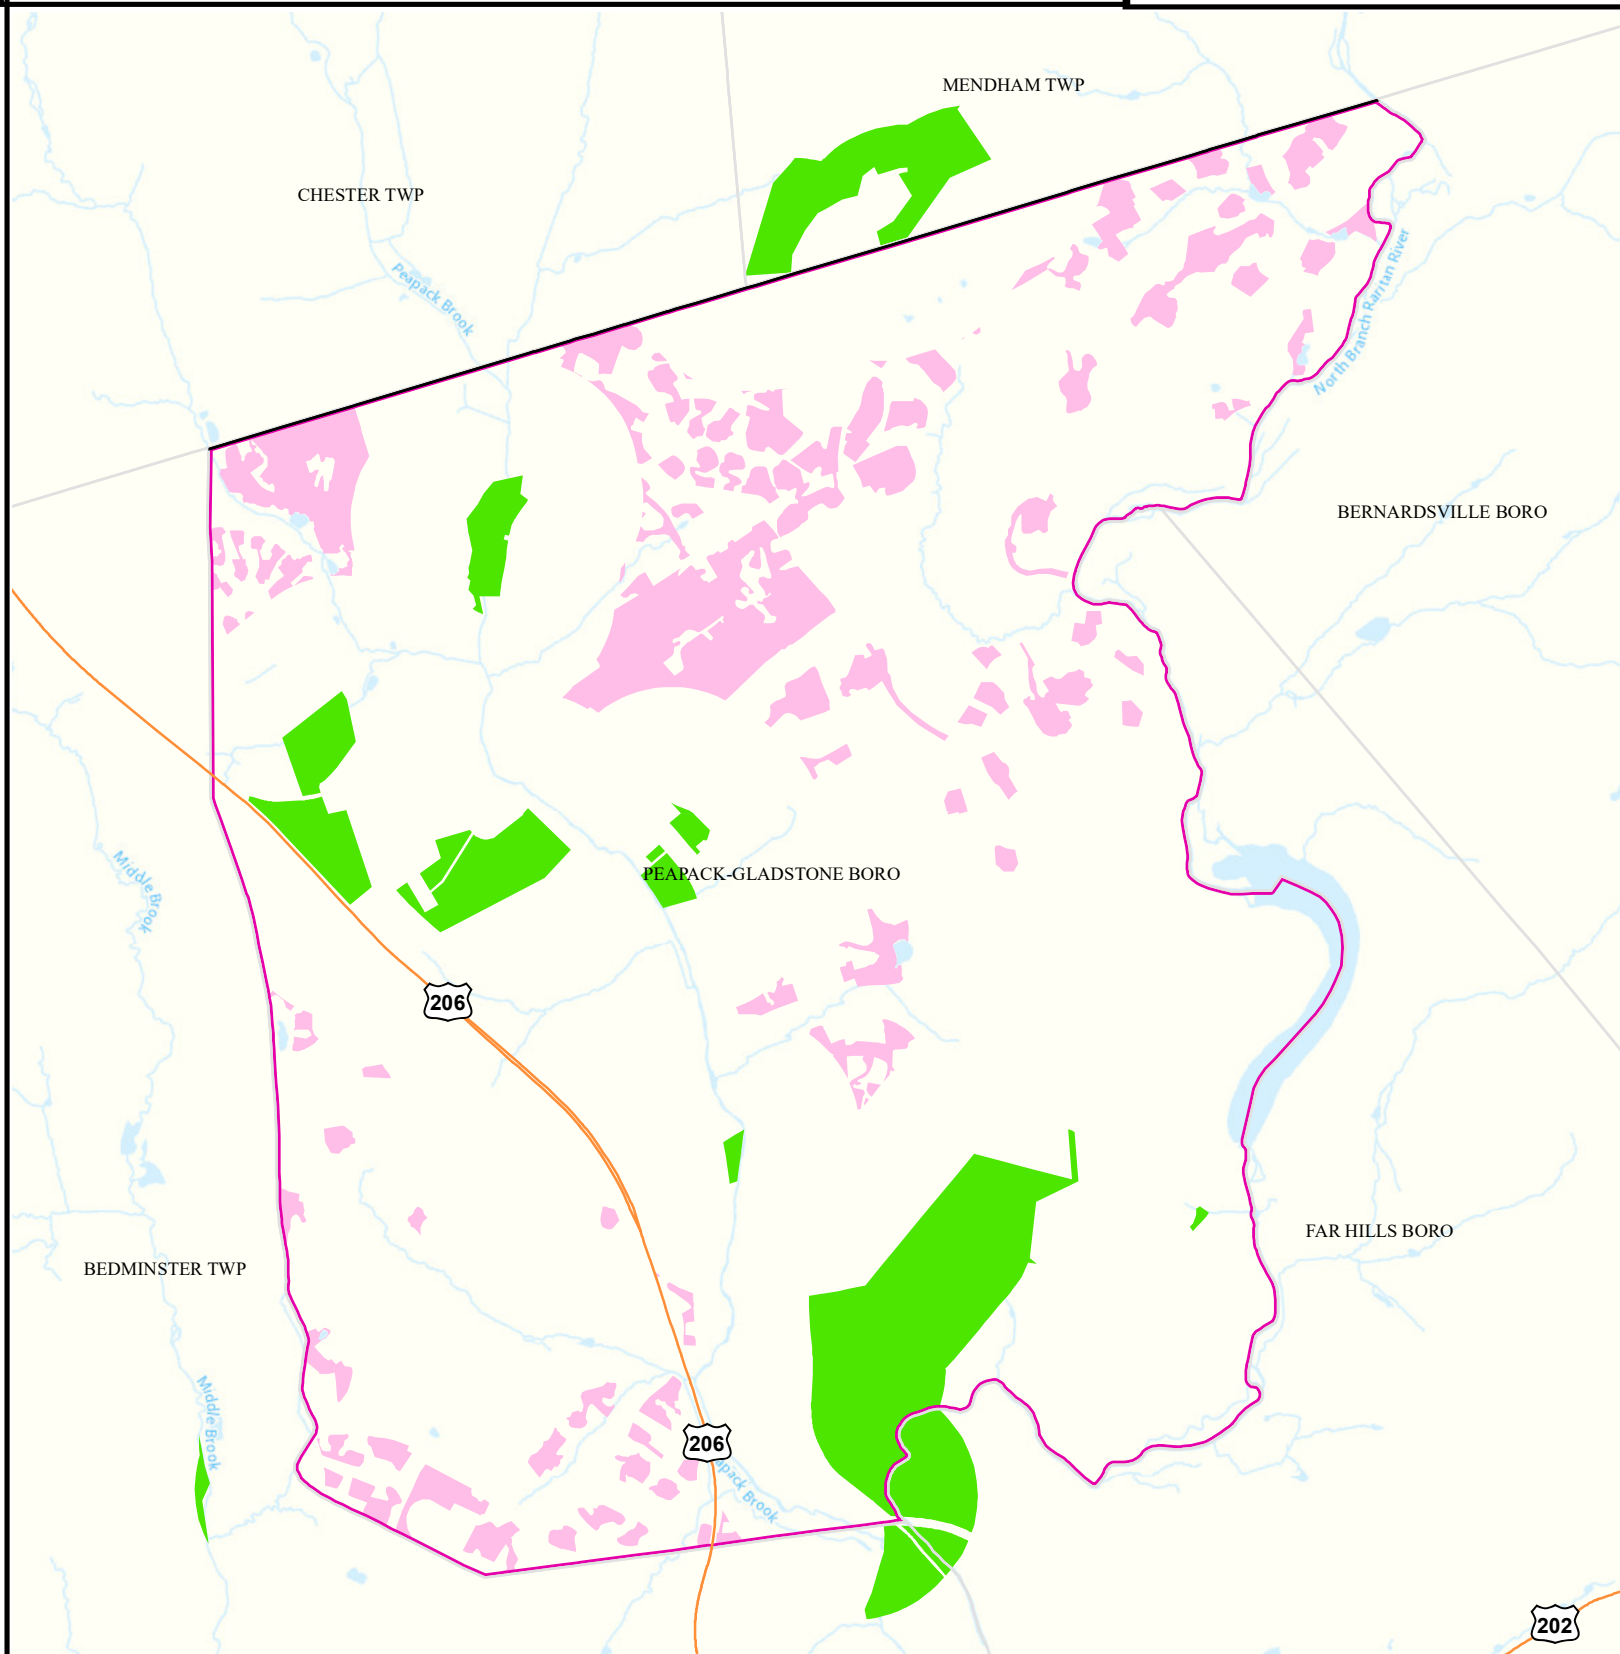 MENDHAM TWP
CHESTER TWP
Peapack Brook
North Branch Raritan River
BERNARDSVILLE BORO
Middle Brook
PEAPACK-GLADSTONE BORO
206
FAR HILLS BORO
BEDMINSTER TWP
Middle Brook
206
apack Brook
202